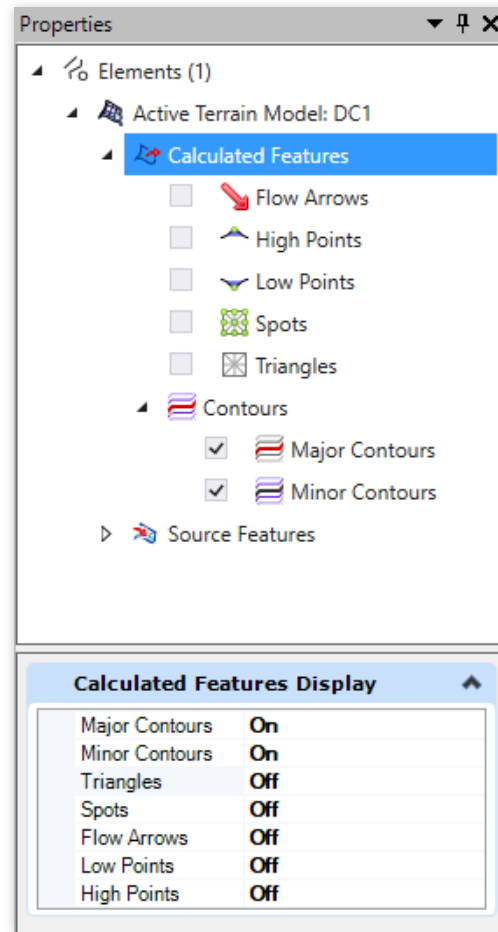 Properties
Elements (1)
Active Terrain Model: DC1
Calculated Features
Flow Arrows
High Points
Low Points
Spots
Triangles
Contours
Major Contours
Minor Contours
Source Features
Calculated Features Display
Major Contours On
Minor Contours On
Triangles Off
Spots Off
Flow Arrows Off
Low Points Off
High Points Off